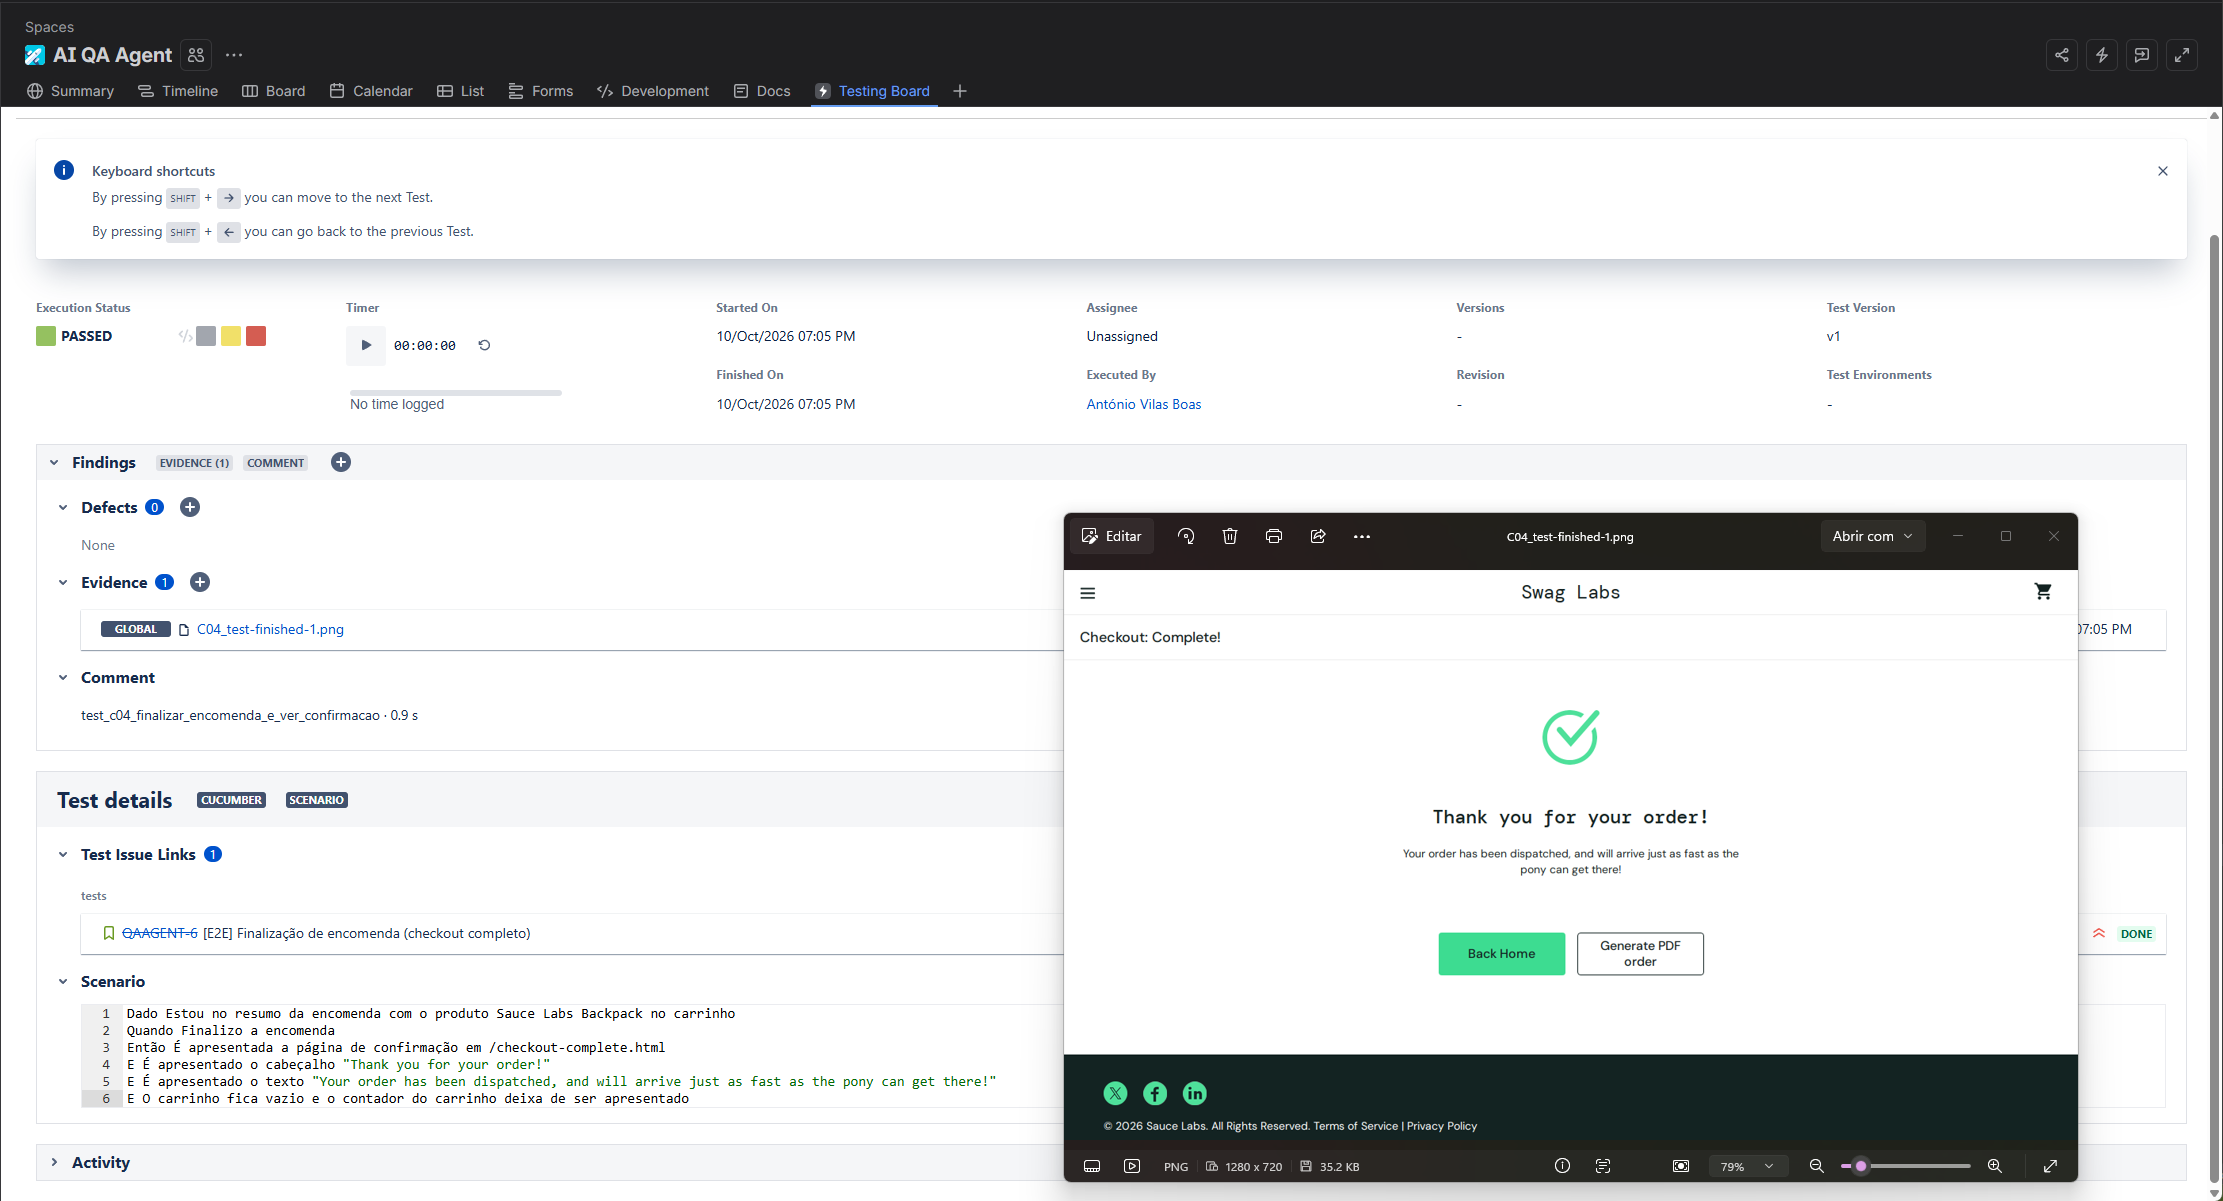 Spaces
AI QA Agent
Summary Timeline Board Calendar List Forms Development Docs Testing Board
Keyboard shortcuts
By pressing SHIFT + → you can move to the next Test.
By pressing SHIFT + ← you can go back to the previous Test.
Execution Status Timer Started On Assignee Versions Test Version
PASSED 00:00:00 10/Oct/2026 07:05 PM Unassigned - v1
Finished On Executed By Revision Test Environments
No time logged 10/Oct/2026 07:05 PM António Vilas Boas - -
Findings EVIDENCE (1) COMMENT
Defects 0
None
Evidence 1
GLOBAL C04_test-finished-1.png
07:05 PM
Comment
test_c04_finalizar_encomenda_e_ver_confirmacao · 0.9 s
Test details CUCUMBER SCENARIO
Test Issue Links 1
tests
QAAGENT-6 [E2E] Finalização de encomenda (checkout completo)
DONE
Scenario
1 Dado Estou no resumo da encomenda com o produto Sauce Labs Backpack no carrinho
2 Quando Finalizo a encomenda
3 Então É apresentada a página de confirmação em /checkout-complete.html
4 E É apresentado o cabeçalho "Thank you for your order!"
5 E É apresentado o texto "Your order has been dispatched, and will arrive just as fast as the pony can get there!"
6 E O carrinho fica vazio e o contador do carrinho deixa de ser apresentado
Activity
Editar C04_test-finished-1.png Abrir com
Swag Labs
Checkout: Complete!
Thank you for your order!
Your order has been dispatched, and will arrive just as fast as the
pony can get there!
Back Home
Generate PDF
order
© 2026 Sauce Labs. All Rights Reserved. Terms of Service | Privacy Policy
PNG 1280 x 720 35.2 KB 79%